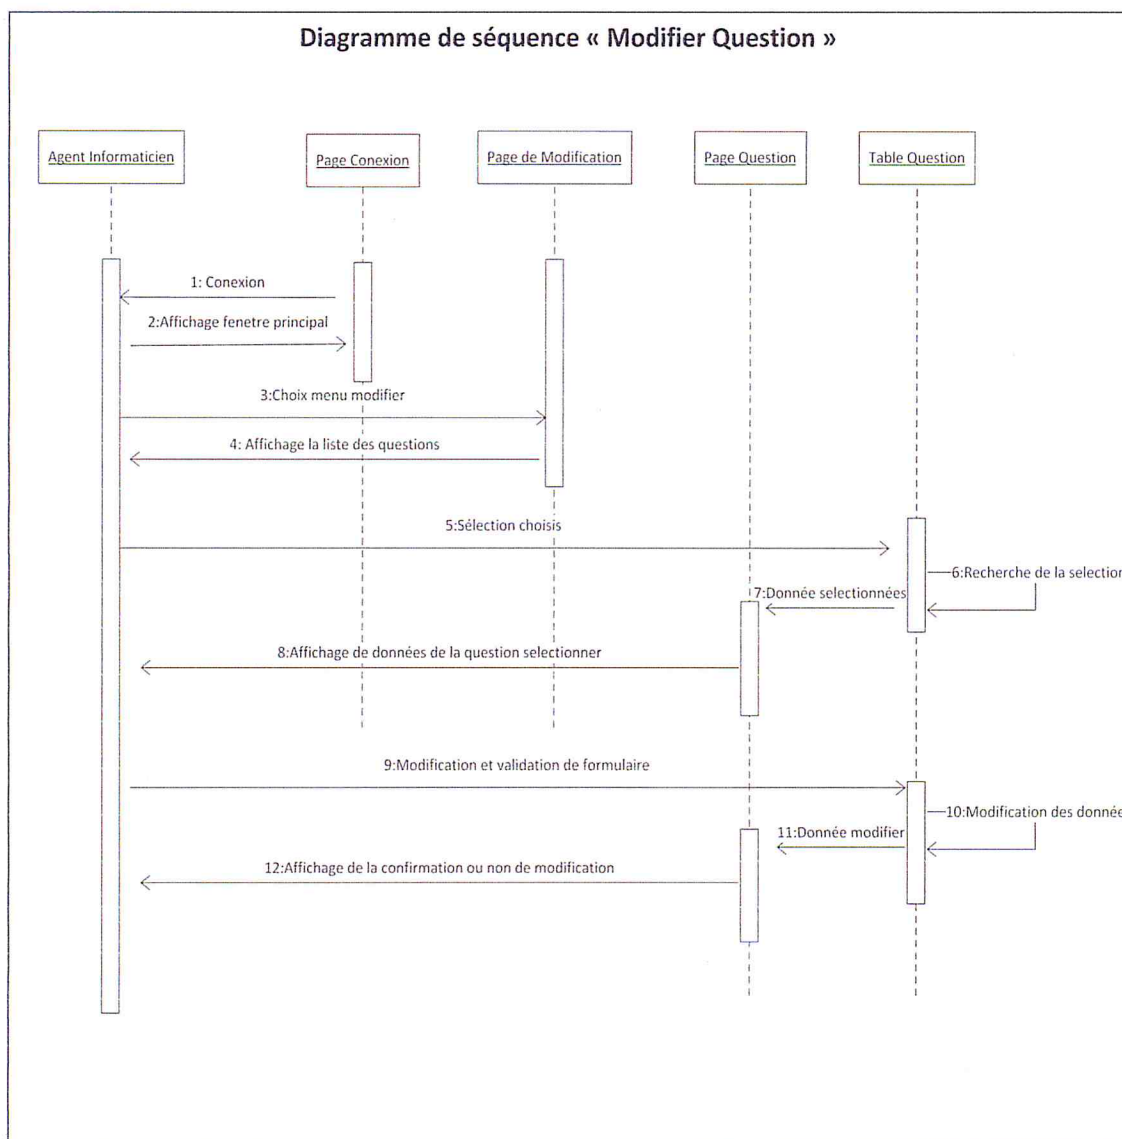 Diagramme de séquence « Modifier Question »
Agent Informaticien
Page Conexion
Page de Modification
Page Question
Table Question
1: Conexion
2:Affichage fenetre principal
3:Choix menu modifier
4: Affichage la liste des questions
5:Sélection choisis
6:Recherche de la selection
7:Donnée selectionnées
8:Affichage de données de la question selectionner
9:Modification et validation de formulaire
10:Modification des donnée
11:Donnée modifier
12:Affichage de la confirmation ou non de modification